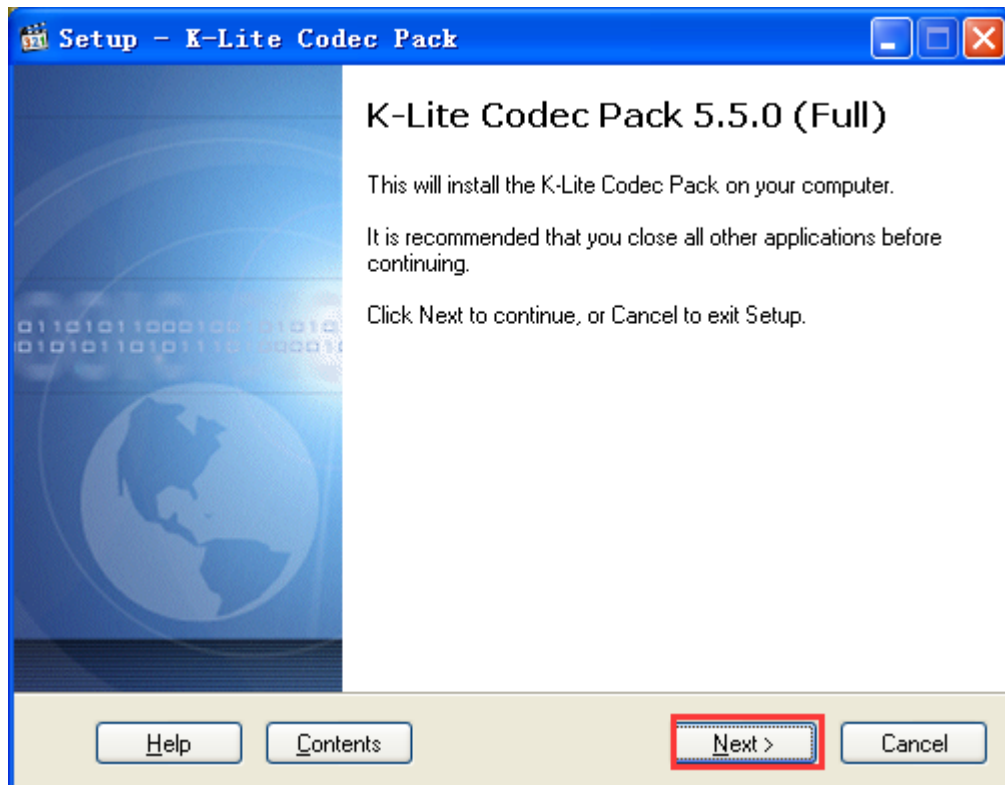 Setup - K-Lite Codec Pack
K-Lite Codec Pack 5.5.0 (Full)
This will install the K-Lite Codec Pack on your computer.
It is recommended that you close all other applications before
continuing.
Click Next to continue, or Cancel to exit Setup.
Help Contents Next > Cancel